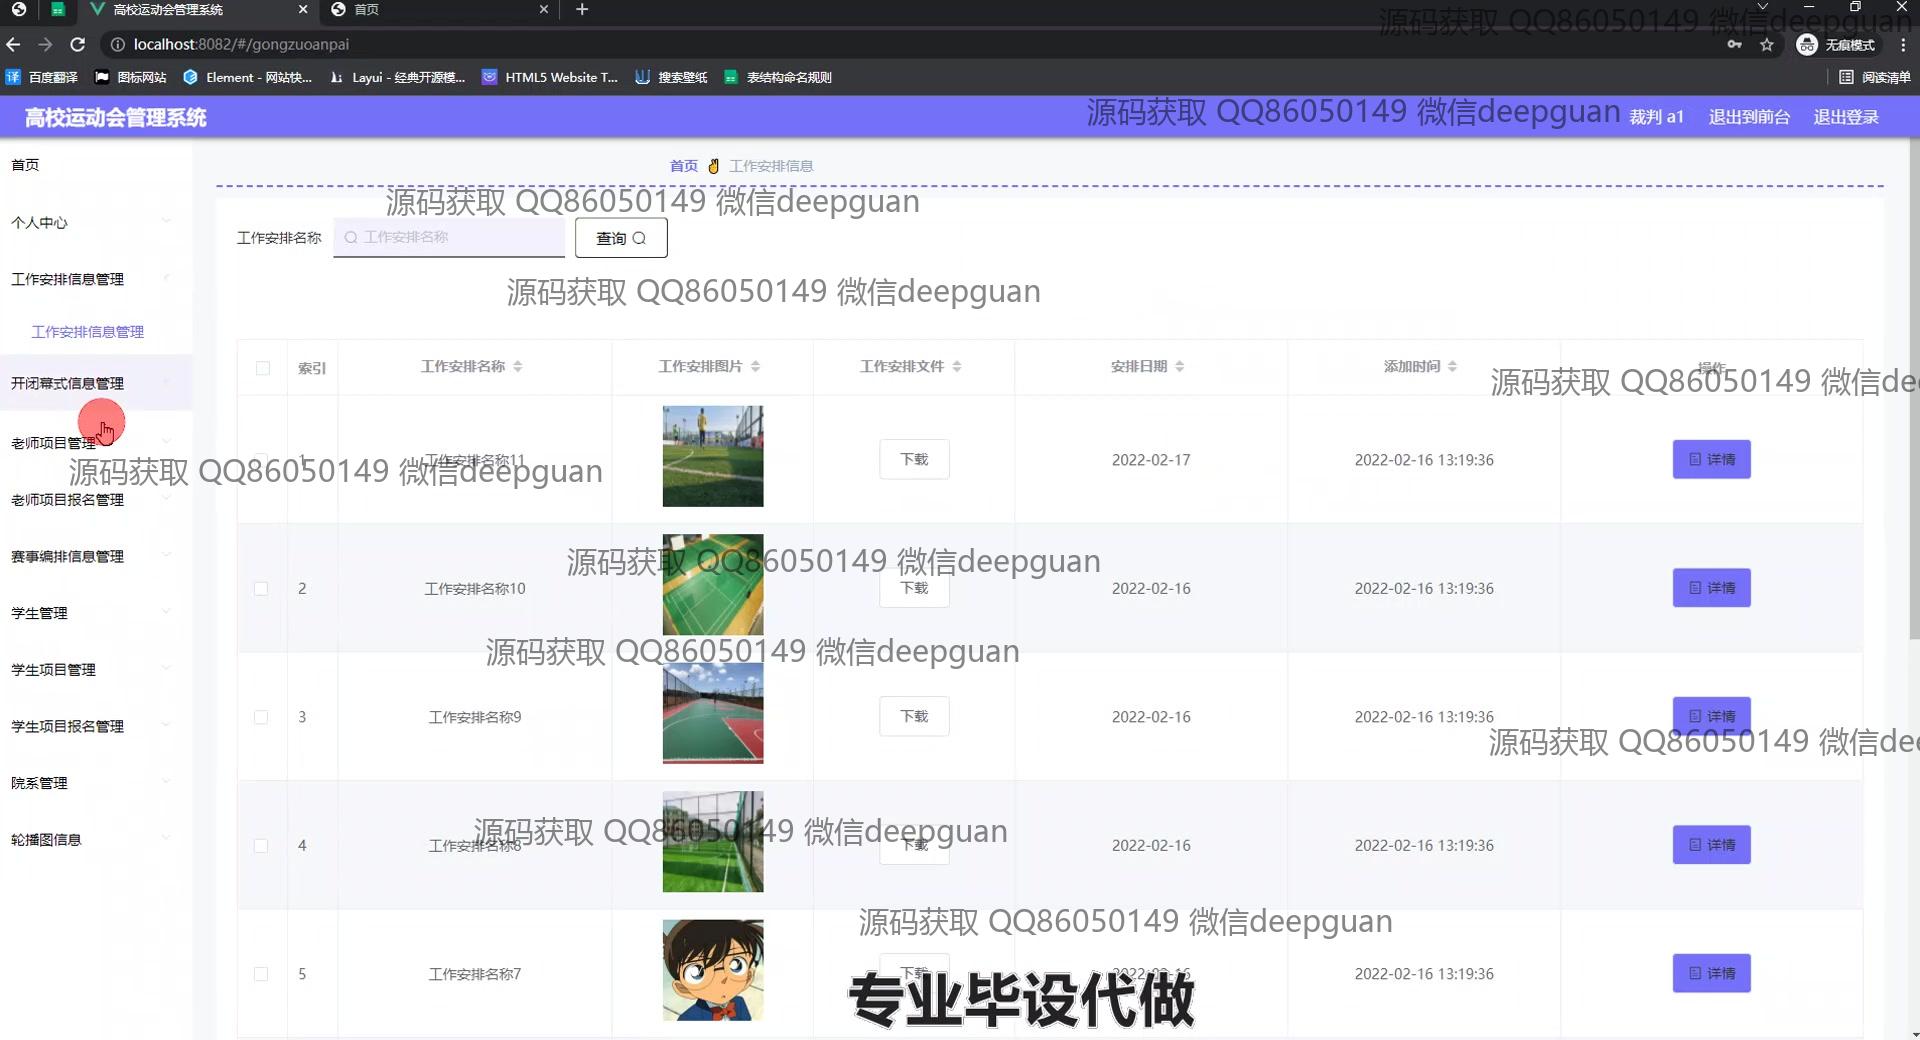 高校运动会管理系统
首页
源码获取 QQ86050149 微信deepguan
localhost:8082/#/gongzuoanpai
无痕模式
百度翻译
图标网站
Element - 网站快...
Layui - 经典开源模...
HTML5 Website T...
搜索壁纸
表结构命名规则
阅读清单
高校运动会管理系统
源码获取 QQ86050149 微信deepguan
裁判 a1
退出到前台
退出登录
首页
首页
工作安排信息
源码获取 QQ86050149 微信deepguan
个人中心
工作安排名称
工作安排名称
查询
工作安排信息管理
源码获取 QQ86050149 微信deepguan
工作安排信息管理
索引
工作安排名称
工作安排图片
工作安排文件
安排日期
添加时间
操作
源码获取 QQ86050149 微信dee
开闭幕式信息管理
老师项目管理
1
工作安排名称11
下载
2022-02-17
2022-02-16 13:19:36
详情
源码获取 QQ86050149 微信deepguan
老师项目报名管理
赛事编排信息管理
源码获取 QQ86050149 微信deepguan
2
工作安排名称10
下载
2022-02-16
2022-02-16 13:19:36
详情
学生管理
源码获取 QQ86050149 微信deepguan
学生项目管理
3
工作安排名称9
下载
2022-02-16
2022-02-16 13:19:36
详情
学生项目报名管理
源码获取 QQ86050149 微信dee
院系管理
源码获取 QQ86050149 微信deepguan
轮播图信息
4
工作安排名称8
下载
2022-02-16
2022-02-16 13:19:36
详情
源码获取 QQ86050149 微信deepguan
5
工作安排名称7
下载
2022-02-16
2022-02-16 13:19:36
详情
专业毕设代做